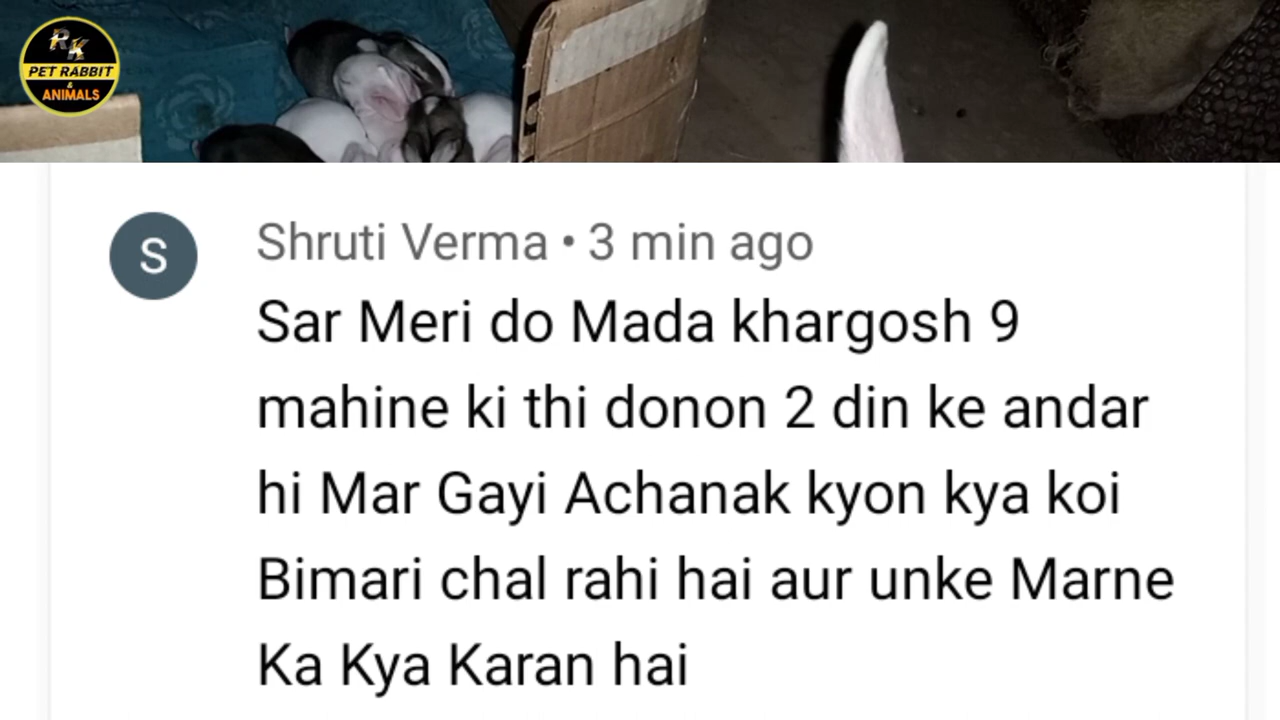 RK
PET RABBIT
&
ANIMALS
S
Shruti Verma • 3 min ago
Sar Meri do Mada khargosh 9
mahine ki thi donon 2 din ke andar
hi Mar Gayi Achanak kyon kya koi
Bimari chal rahi hai aur unke Marne
Ka Kya Karan hai